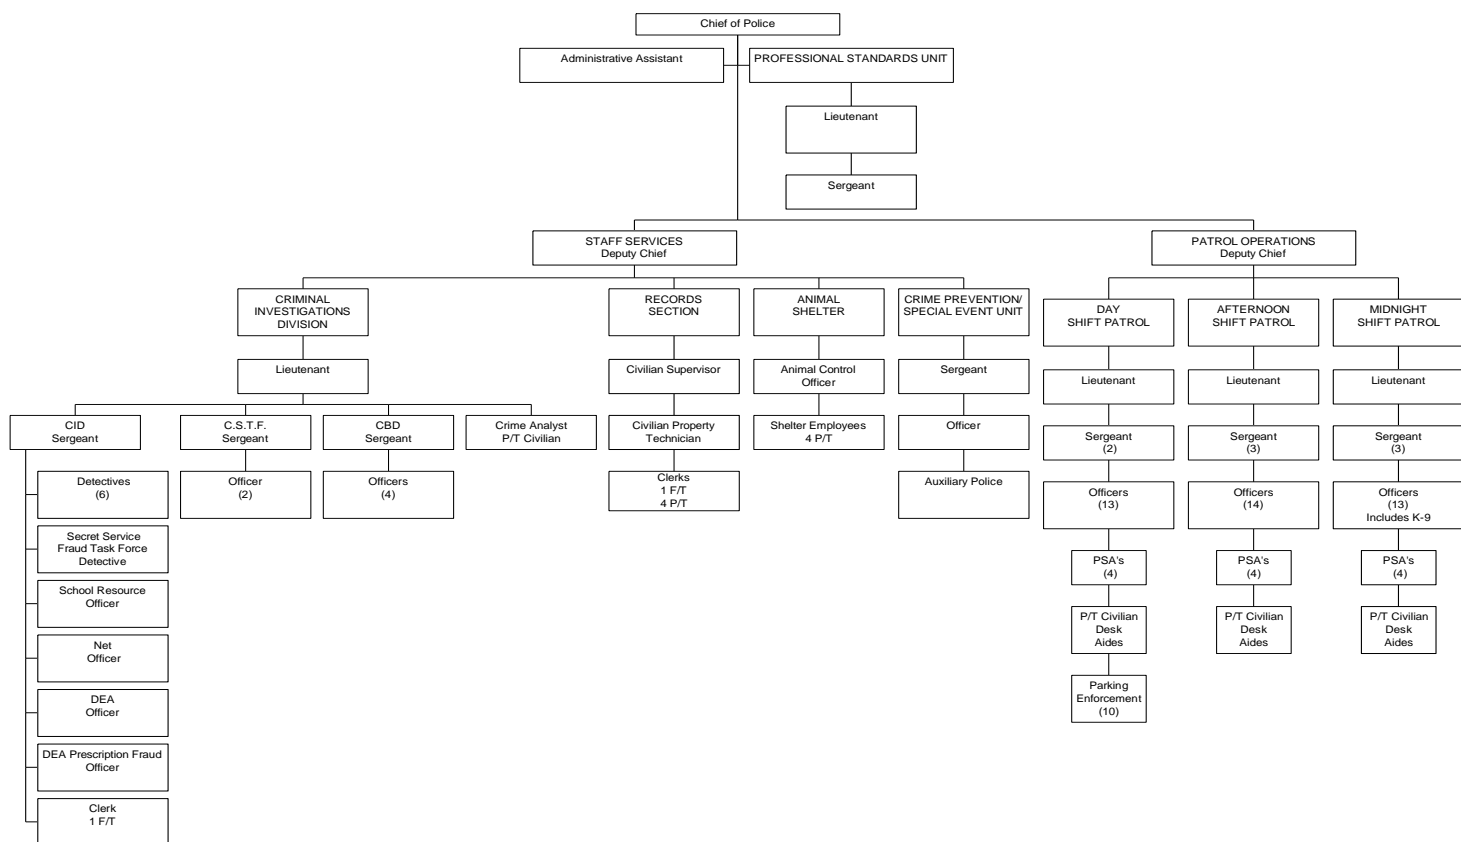 Chief of Police
Administrative Assistant
PROFESSIONAL STANDARDS UNIT
Lieutenant
Sergeant
STAFF SERVICES
Deputy Chief
PATROL OPERATIONS
Deputy Chief
CRIMINAL
INVESTIGATIONS
DIVISION
Lieutenant
CID
Sergeant
Detectives
(6)
Secret Service
Fraud Task Force
Detective
School Resource
Officer
Net
Officer
DEA
Officer
DEA Prescription Fraud
Officer
Clerk
1 F/T
C.S.T.F.
Sergeant
Officer
(2)
CBD
Sergeant
Officers
(4)
Crime Analyst
P/T Civilian
RECORDS
SECTION
Civilian Supervisor
Civilian Property
Technician
Clerks
1 F/T
4 P/T
ANIMAL
SHELTER
Animal Control
Officer
Shelter Employees
4 P/T
CRIME PREVENTION/
SPECIAL EVENT UNIT
Sergeant
Officer
Auxiliary Police
DAY
SHIFT PATROL
Lieutenant
Sergeant
(2)
Officers
(13)
PSA's
(4)
P/T Civilian
Desk
Aides
Parking
Enforcement
(10)
AFTERNOON
SHIFT PATROL
Lieutenant
Sergeant
(3)
Officers
(14)
PSA's
(4)
P/T Civilian
Desk
Aides
MIDNIGHT
SHIFT PATROL
Lieutenant
Sergeant
(3)
Officers
(13)
Includes K-9
PSA's
(4)
P/T Civilian
Desk
Aides